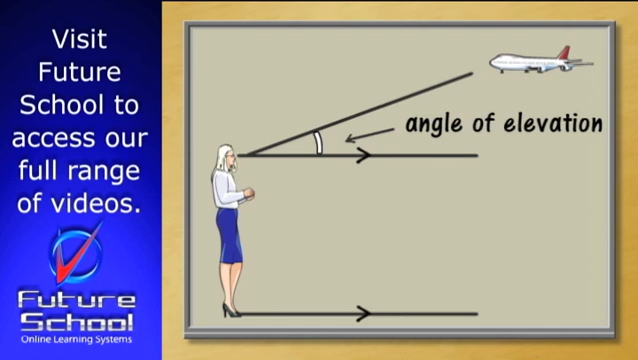 Visit
Future
School to
access our
full range
of videos.
Future
School
Online Learning Systems
angle of elevation